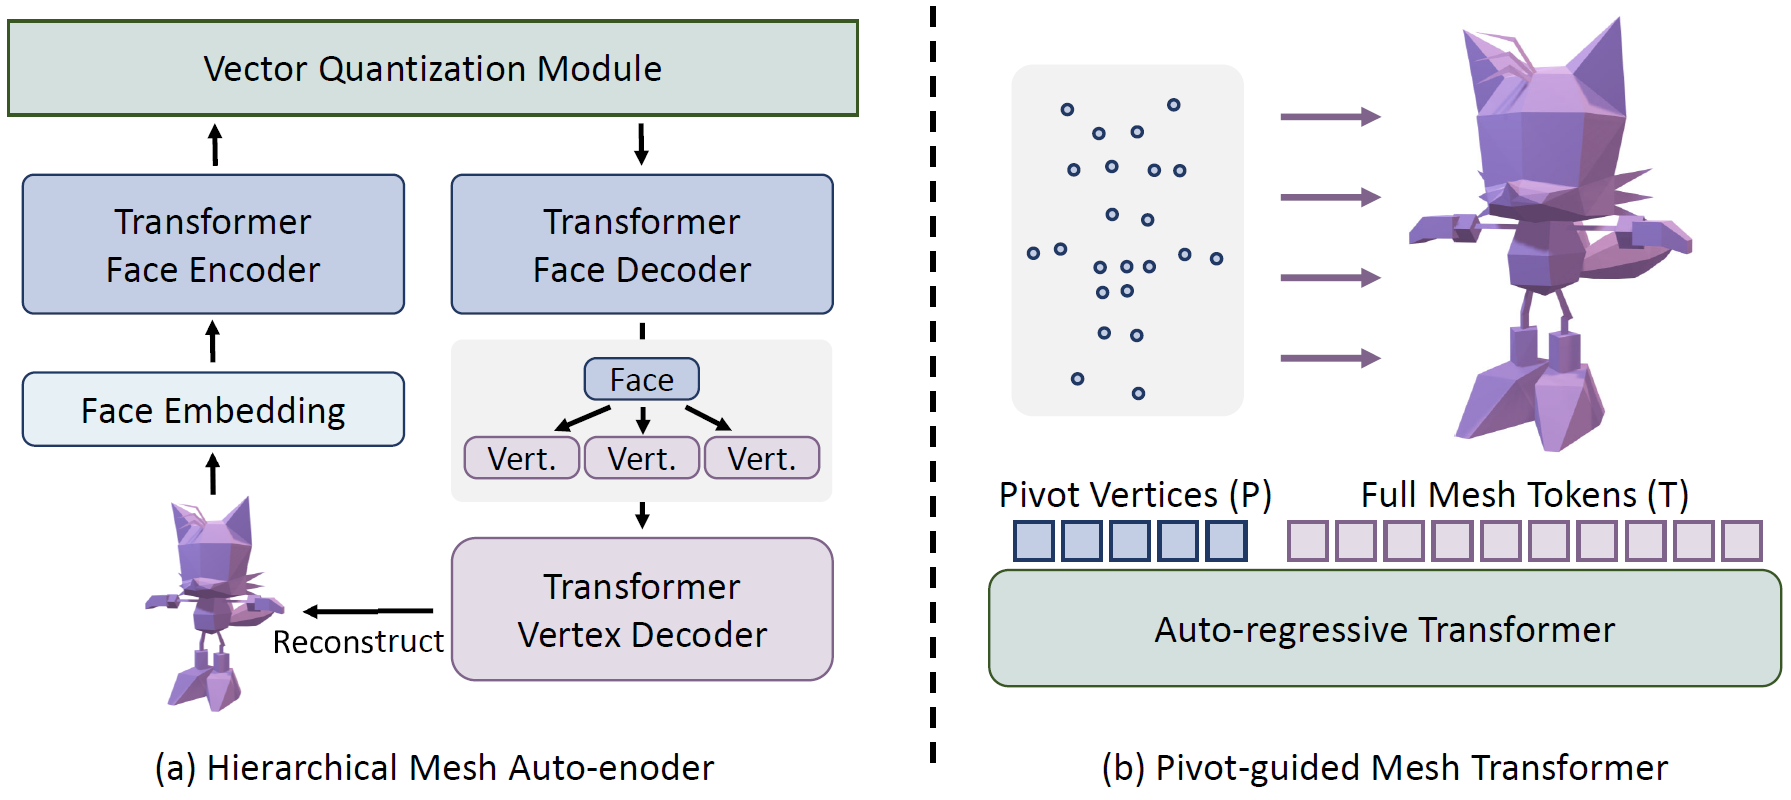 Vector Quantization Module
Transformer
Face Encoder
Transformer
Face Decoder
Face Embedding
Face
Vert.
Vert.
Vert.
Transformer
Vertex Decoder
Reconstruct
(a) Hierarchical Mesh Auto-enoder
Pivot Vertices (P)
Full Mesh Tokens (T)
Auto-regressive Transformer
(b) Pivot-guided Mesh Transformer